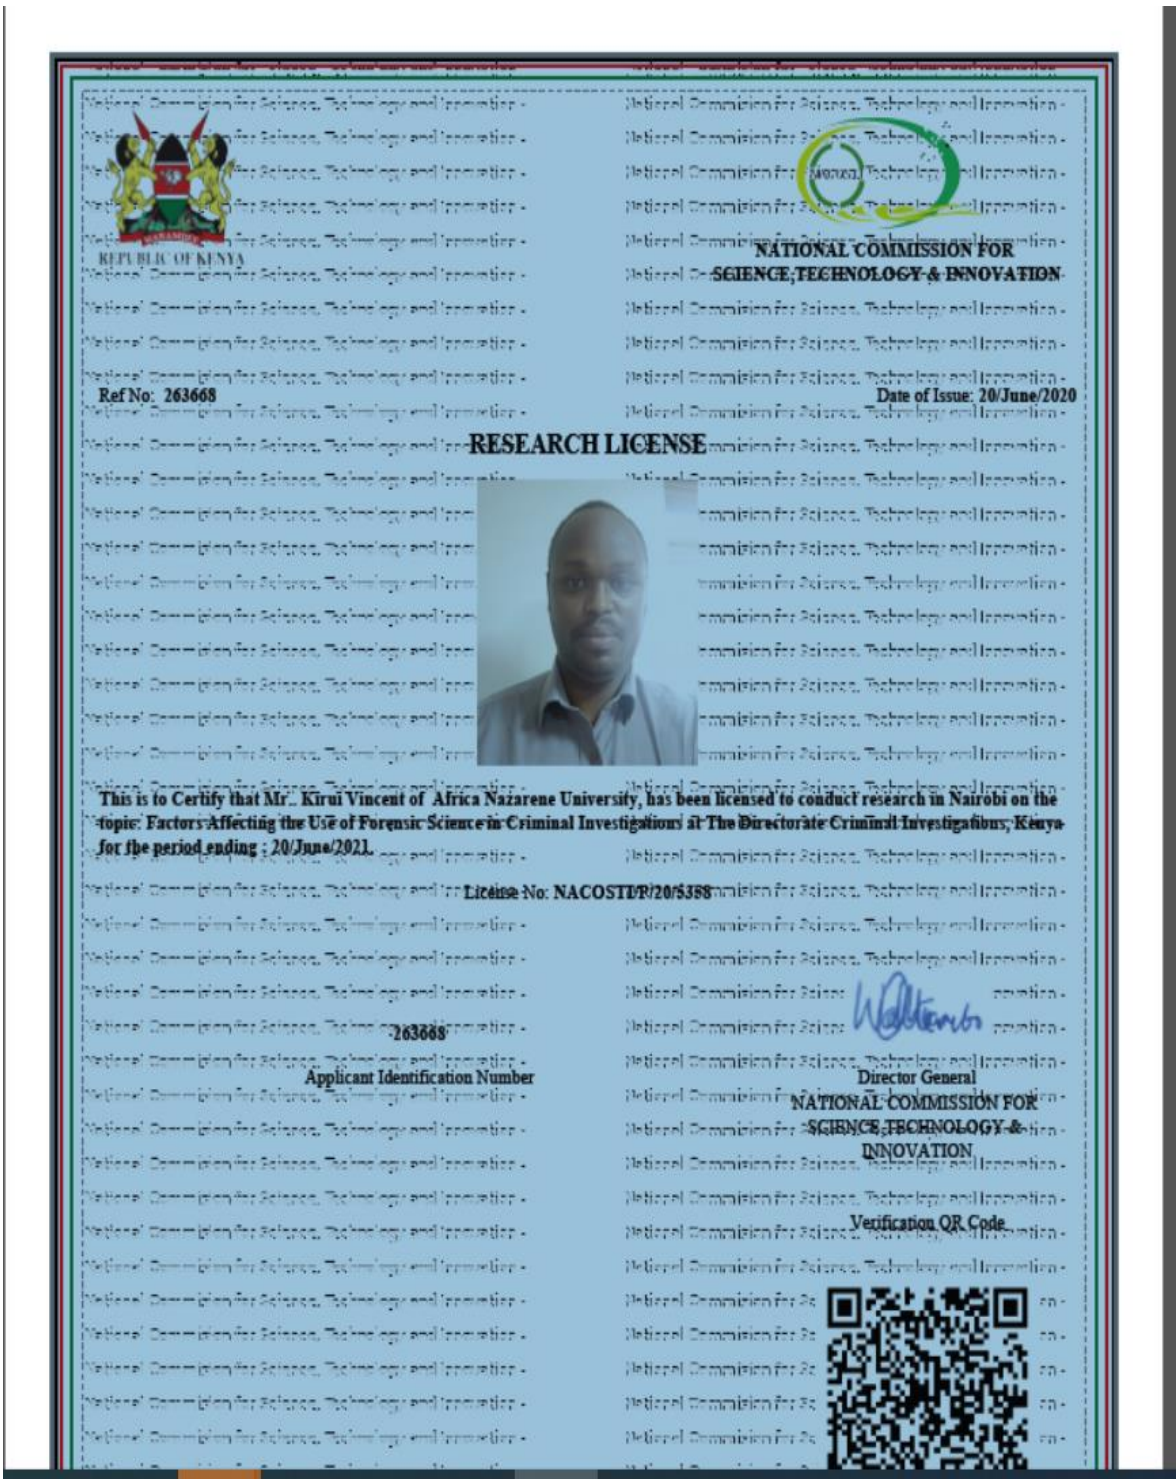 HARAMBEE
REPUBLIC OF KENYA
NACOSTI
NATIONAL COMMISSION FOR
SCIENCE,TECHNOLOGY & INNOVATION
Ref No: 263668
Date of Issue: 20/June/2020
RESEARCH LICENSE
This is to Certify that Mr.. Kirui Vincent of Africa Nazarene University, has been licensed to conduct research in Nairobi on the
topic: Factors Affecting the Use of Forensic Science in Criminal Investigations at The Directorate Criminal Investigations, Kenya
for the period ending : 20/June/2021.
License No: NACOSTI/P/20/5358
263668
Applicant Identification Number
Director General
NATIONAL COMMISSION FOR
SCIENCE,TECHNOLOGY &
INNOVATION
Verification QR Code